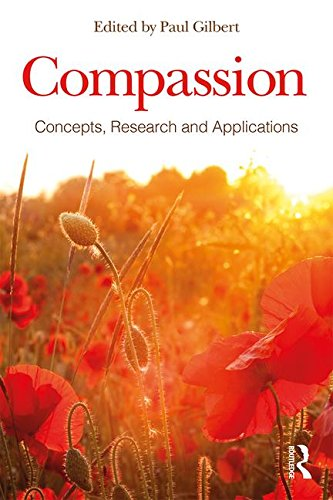 Edited by Paul Gilbert
Compassion
Concepts, Research and Applications
ROUTLEDGE